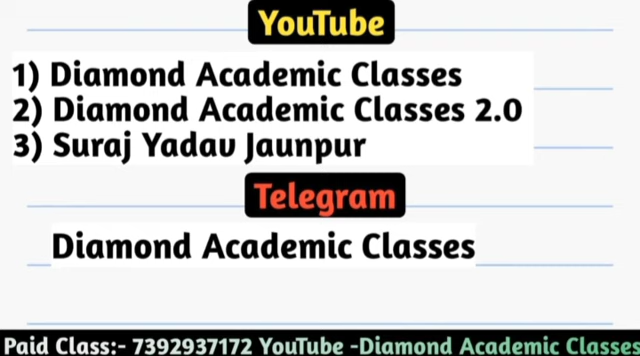 YouTube
1) Diamond Academic Classes
2) Diamond Academic Classes 2.0
3) Suraj Yadav Jaunpur
Telegram
Diamond Academic Classes
Paid Class:- 7392937172 YouTube -Diamond Academic Classes